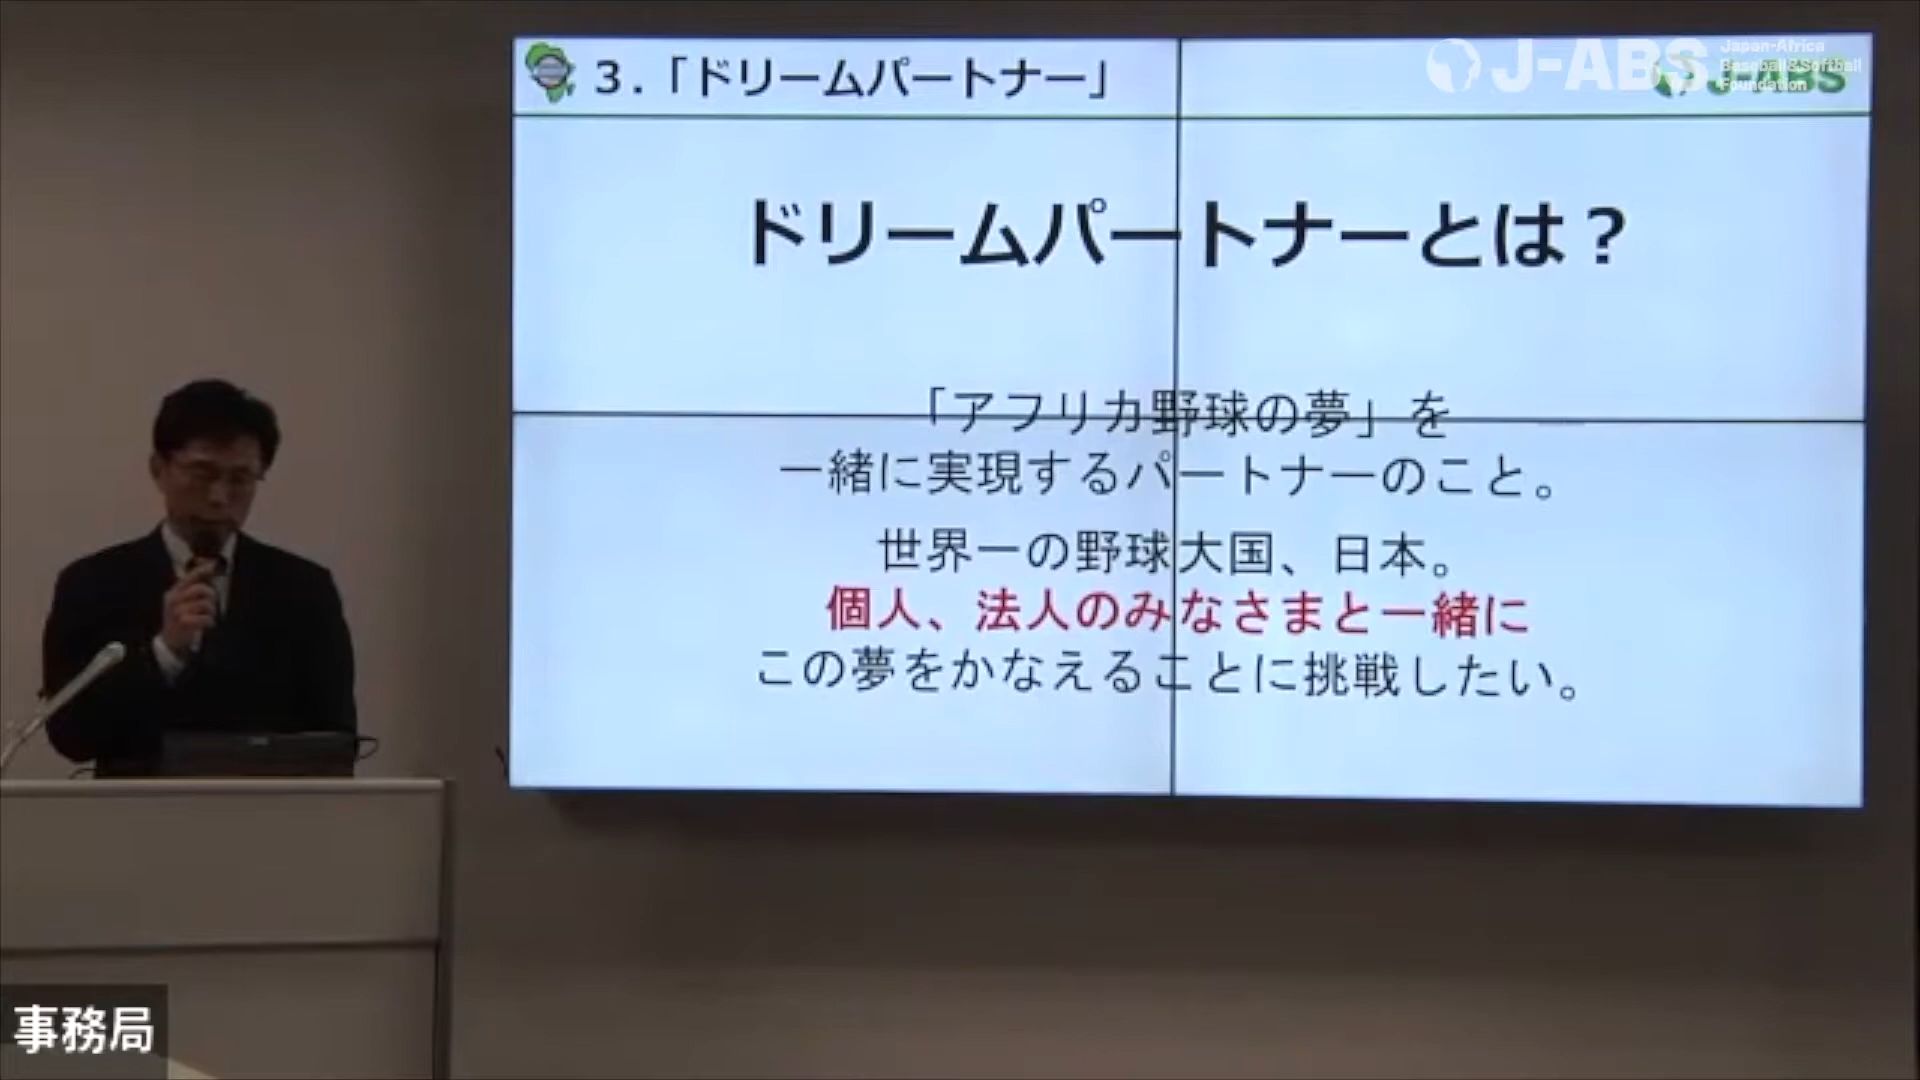 3.「ドリームパートナー」
J-ABS
Japan-Africa
Baseball&Softball
Foundation
J-ABS
ドリームパートナーとは？
「アフリカ野球の夢」を
一緒に実現するパートナーのこと。
世界一の野球大国、日本。
個人、法人のみなさまと一緒に
この夢をかなえることに挑戦したい。
事務局